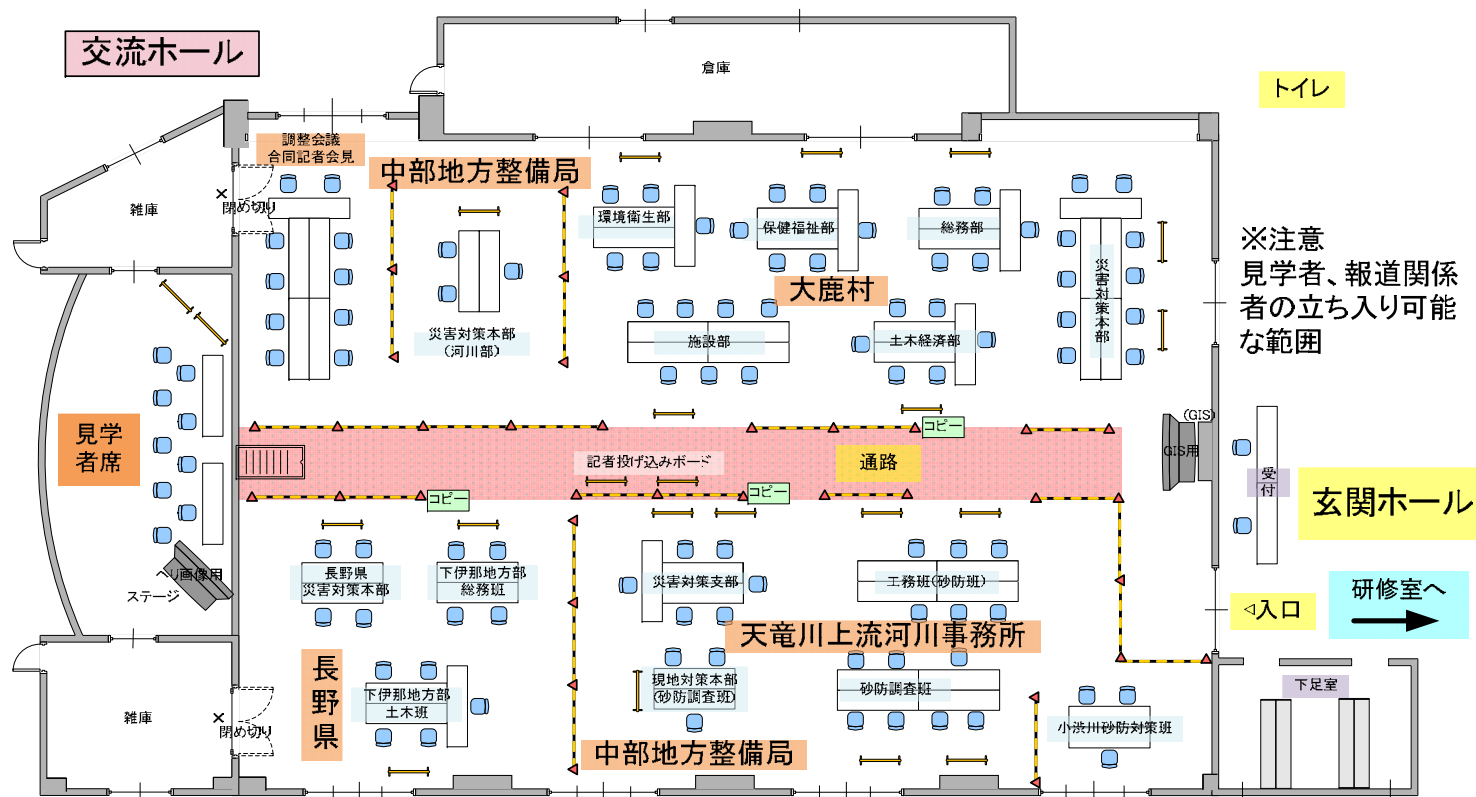 交流ホール
倉庫
トイレ
調整会議
合同記者会見
中部地方整備局
雑庫
閉め切り
環境衛生部
保健福祉部
総務部
災害対策本部
大鹿村
災害対策本部
(河川部)
施設部
土木経済部
※注意
見学者、報道関係
者の立ち入り可能
な範囲
見学
者席
コピー
(GIS)
GIS用
記者投げ込みボード
通路
受付
玄関ホール
コピー
コピー
ヘリ画像用
ステージ
長野県
災害対策本部
下伊那地方部
総務班
災害対策支部
工務班(砂防班)
◁入口
研修室へ
天竜川上流河川事務所
長野県
下伊那地方部
土木班
現地対策本部
(砂防調査班)
砂防調査班
小渋川砂防対策班
下足室
雑庫
閉め切り
中部地方整備局